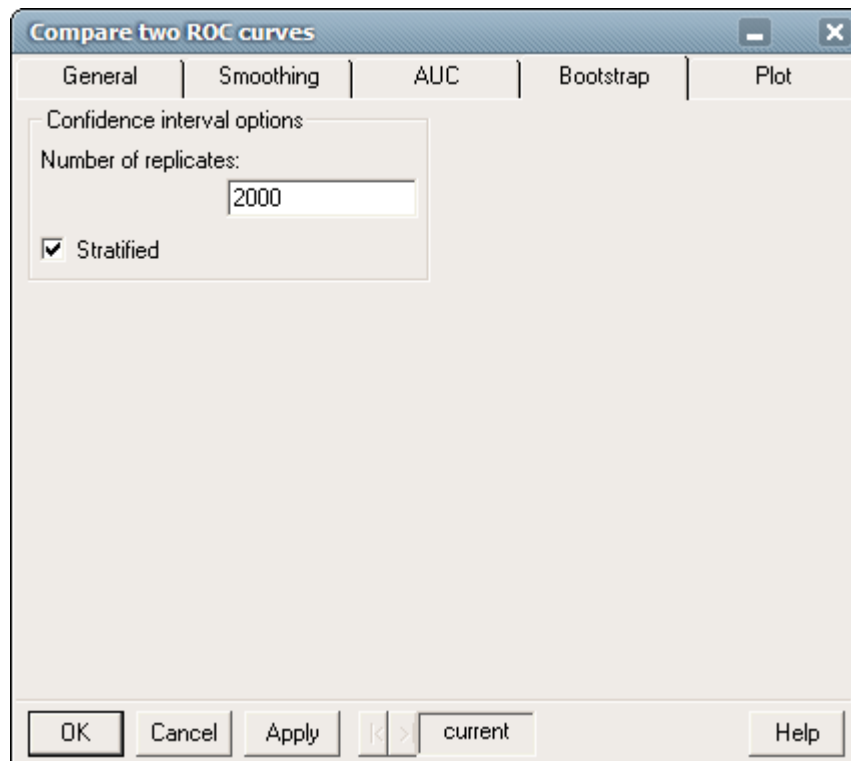 Compare two ROC curves
General Smoothing AUC Bootstrap Plot
Confidence interval options
Number of replicates:
2000
Stratified
OK Cancel Apply |< >| current Help